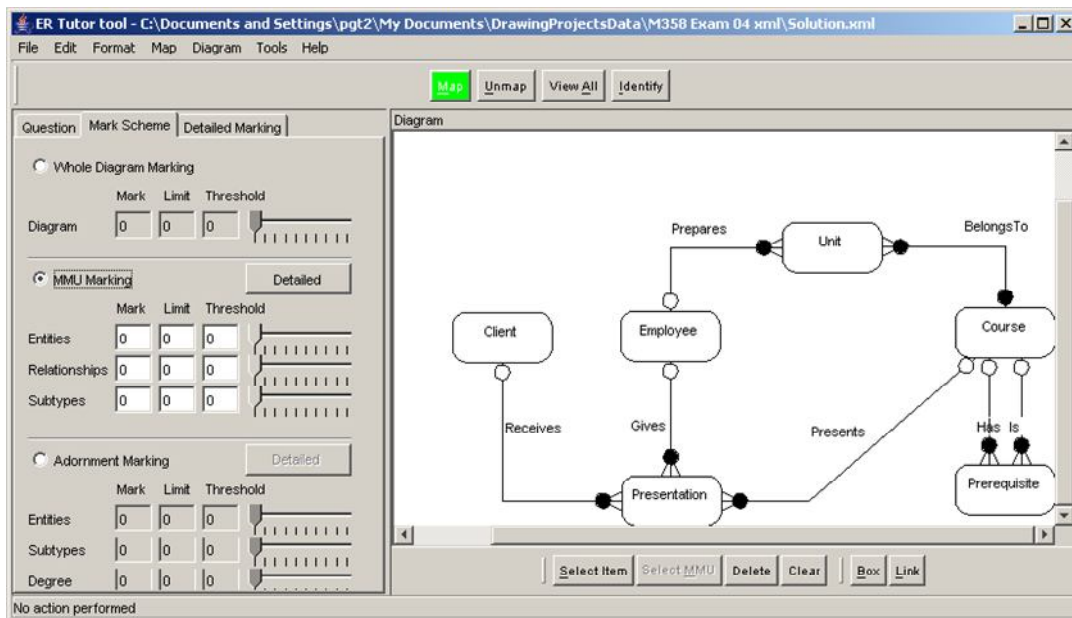 ER Tutor tool - C:\Documents and Settings\pgt2\My Documents\DrawingProjectsData\M358 Exam 04 xml\Solution.xml
File Edit Format Map Diagram Tools Help
Map Unmap View All Identify
Question Mark Scheme Detailed Marking
Whole Diagram Marking
Mark Limit Threshold
Diagram 0 0 0
MMU Marking Detailed
Mark Limit Threshold
Entities 0 0 0
Relationships 0 0 0
Subtypes 0 0 0
Adornment Marking Detailed
Mark Limit Threshold
Entities 0 0 0
Subtypes 0 0 0
Degree 0 0 0
Diagram
Prepares Unit BelongsTo
Client Employee Course
Receives Gives Presents Has Is
Presentation Prerequisite
Select Item Select MMU Delete Clear Box Link
No action performed